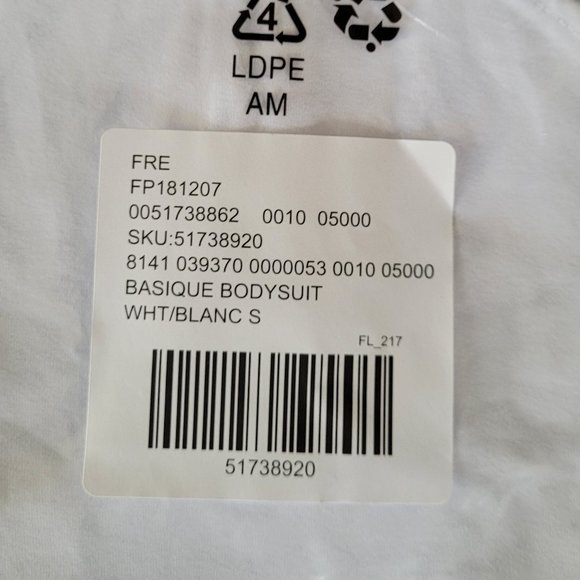 4
LDPE
AM
FRE
FP181207
0051738862 0010 05000
SKU:51738920
8141 039370 0000053 0010 05000
BASIQUE BODYSUIT
WHT/BLANC S
FL_217
51738920